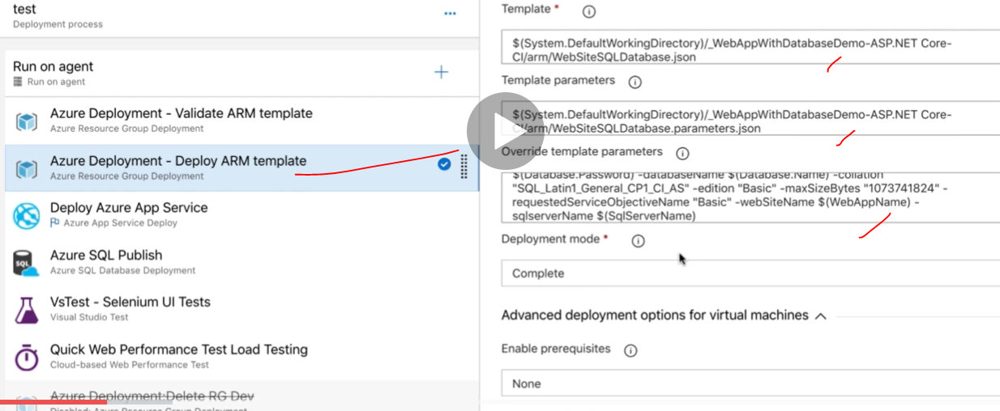 test
Deployment process
Run on agent
Run on agent
Azure Deployment - Validate ARM template
Azure Resource Group Deployment
Azure Deployment - Deploy ARM template
Azure Resource Group Deployment
Deploy Azure App Service
Azure App Service Deploy
SQL
Azure SQL Publish
Azure SQL Database Deployment
VsTest - Selenium UI Tests
Visual Studio Test
Quick Web Performance Test Load Testing
Cloud-based Web Performance Test
Azure Deployment:Delete RG Dev
Disabled: Azure Resource Group Deployment
Template *
$(System.DefaultWorkingDirectory)/_WebAppWithDatabaseDemo-ASP.NET Core-
CI/arm/WebSiteSQLDatabase.json
Template parameters
$(System.DefaultWorkingDirectory)/_WebAppWithDatabaseDemo-ASP.NET Core-
CI/arm/WebSiteSQLDatabase.parameters.json
Override template parameters
$(Database.Password) -databaseName $(Database.Name) -collation
"SQL_Latin1_General_CP1_CI_AS" -edition "Basic" -maxSizeBytes "1073741824" -
requestedServiceObjectiveName "Basic" -webSiteName $(WebAppName) -
sqlserverName $(SqlServerName)
Deployment mode *
Complete
Advanced deployment options for virtual machines
Enable prerequisites
None